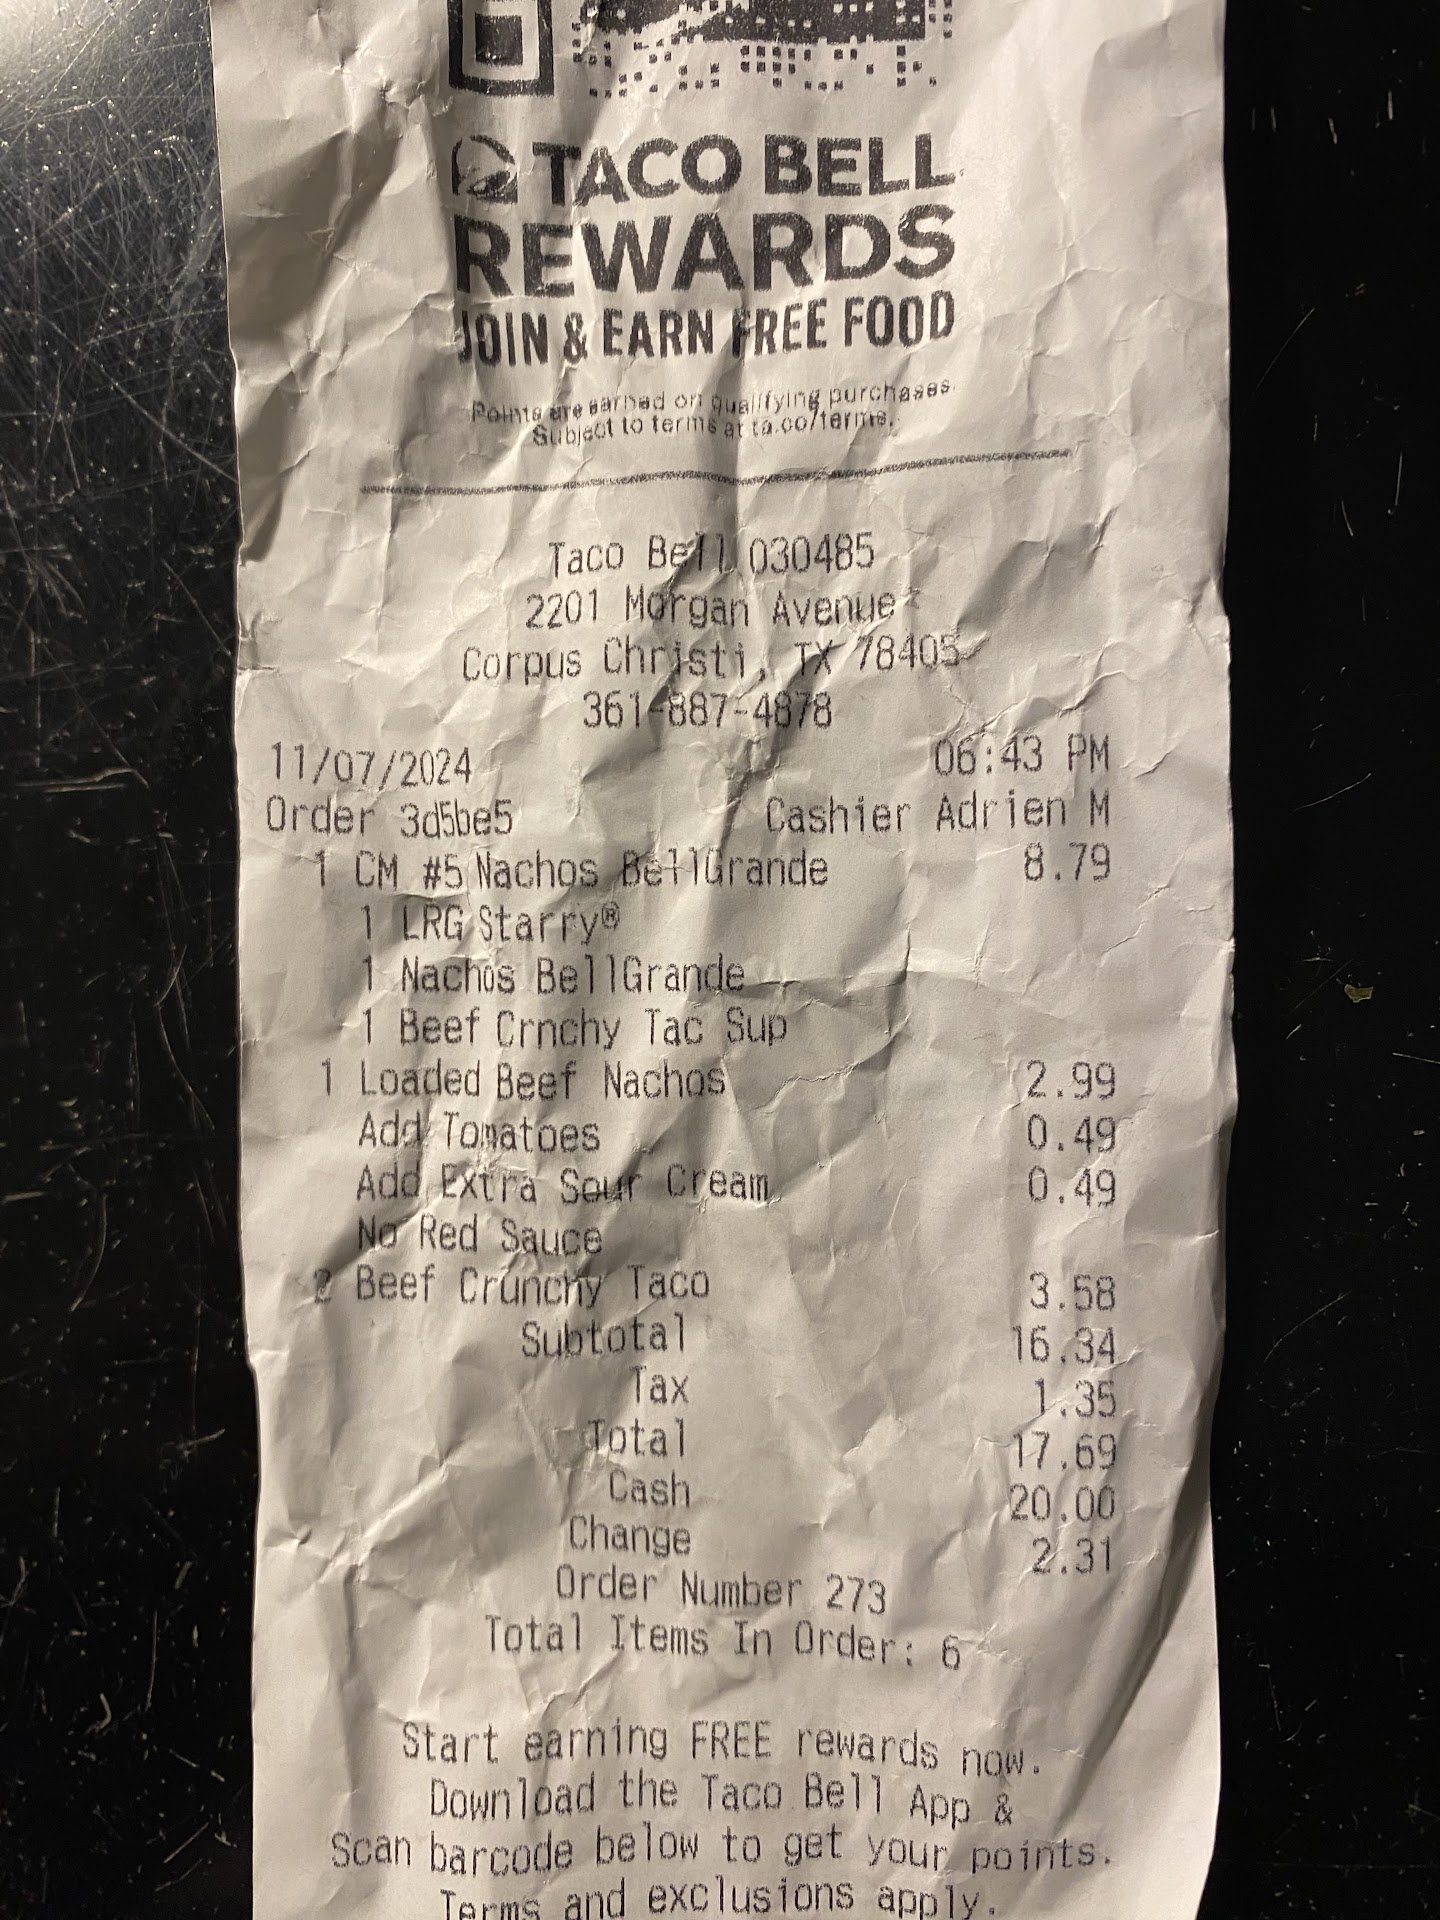 TACO BELL
REWARDS
JOIN & EARN FREE FOOD
Points are earned on qualifying purchases.
Subject to terms at ta.co/terms.
Taco Bell 030485
2201 Morgan Avenue
Corpus Christi, TX 78405
361-887-4878
11/07/2024 06:43 PM
Order 3d5be5 Cashier Adrien M
1 CM #5 Nachos BellGrande 8.79
1 LRG Starry®
1 Nachos BellGrande
1 Beef Crnchy Tac Sup
1 Loaded Beef Nachos 2.99
Add Tomatoes 0.49
Add Extra Sour Cream 0.49
No Red Sauce
2 Beef Crunchy Taco 3.58
Subtotal 16.34
Tax 1.35
Total 17.69
Cash 20.00
Change 2.31
Order Number 273
Total Items In Order: 6
Start earning FREE rewards now.
Download the Taco Bell App &
Scan barcode below to get your points.
Terms and exclusions apply.